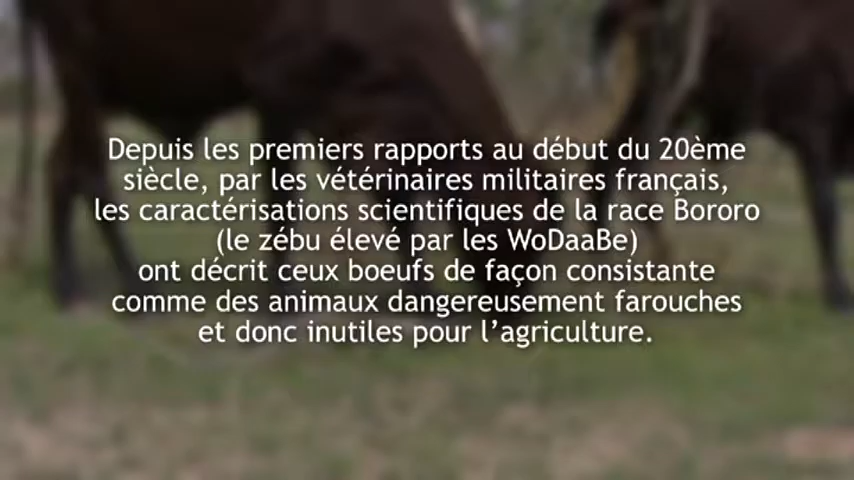 Depuis les premiers rapports au début du 20ème
siècle, par les vétérinaires militaires français,
les caractérisations scientifiques de la race Bororo
(le zébu élevé par les WoDaaBe)
ont décrit ceux boeufs de façon consistante
comme des animaux dangereusement farouches
et donc inutiles pour l’agriculture.